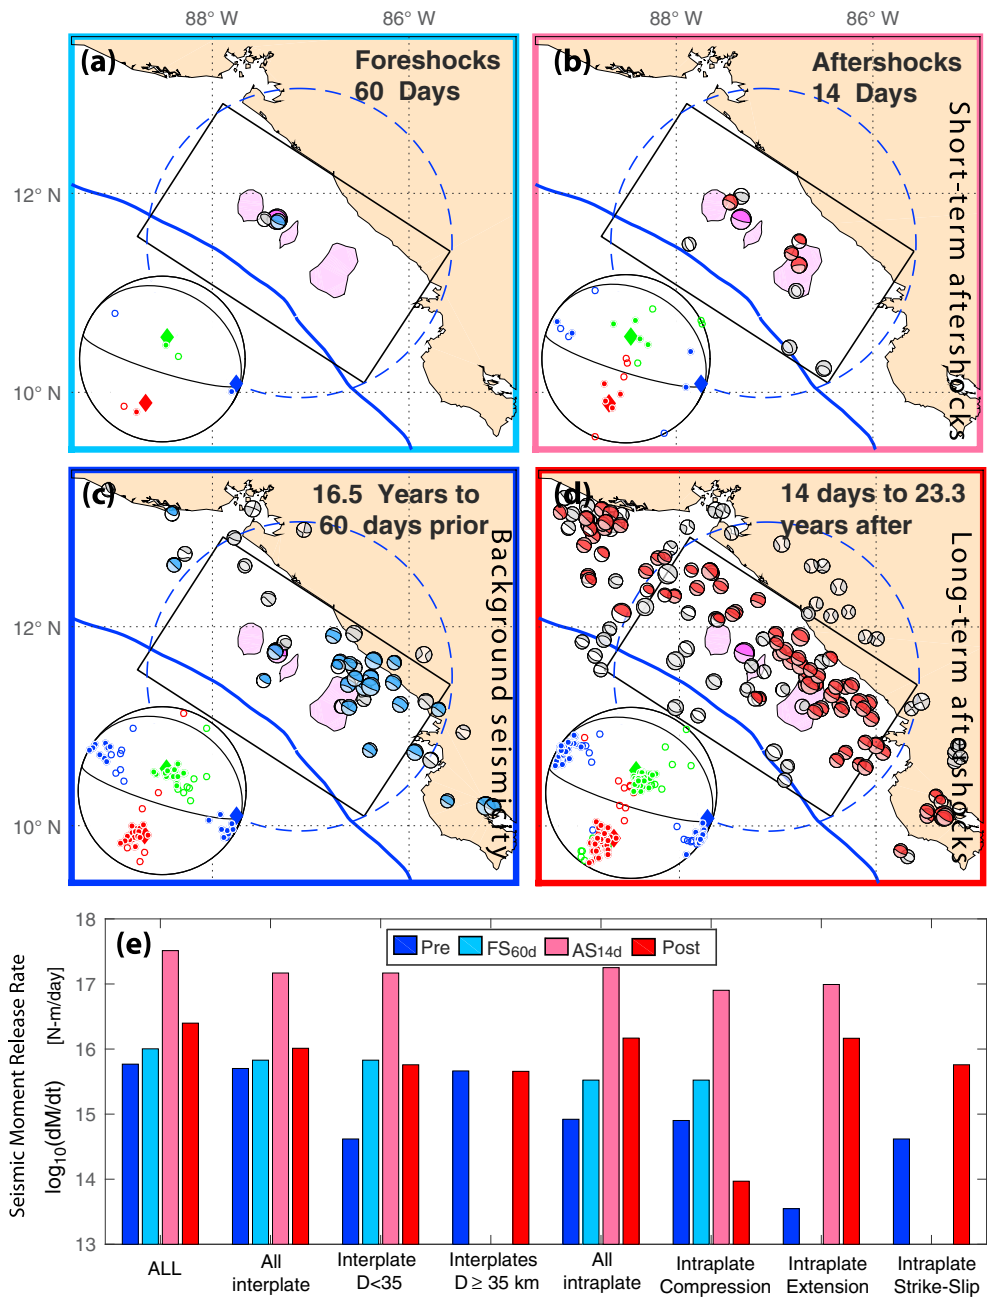 88° W
86° W
88° W
86° W
(a)
Foreshocks
60 Days
(b)
Aftershocks
14 Days
Short-term aftershocks
12° N
10° N
(c)
16.5 Years to
60 days prior
Background seismicity
(d)
14 days to 23.3
years after
Long-term aftershocks
12° N
10° N
(e)
Pre
FS60d
AS14d
Post
Seismic Moment Release Rate
log10(dM/dt) [N-m/day]
18
17
16
15
14
13
ALL
All
interplate
Interplate
D<35
Interplates
D ≥ 35 km
All
intraplate
Intraplate
Compression
Intraplate
Extension
Intraplate
Strike-Slip